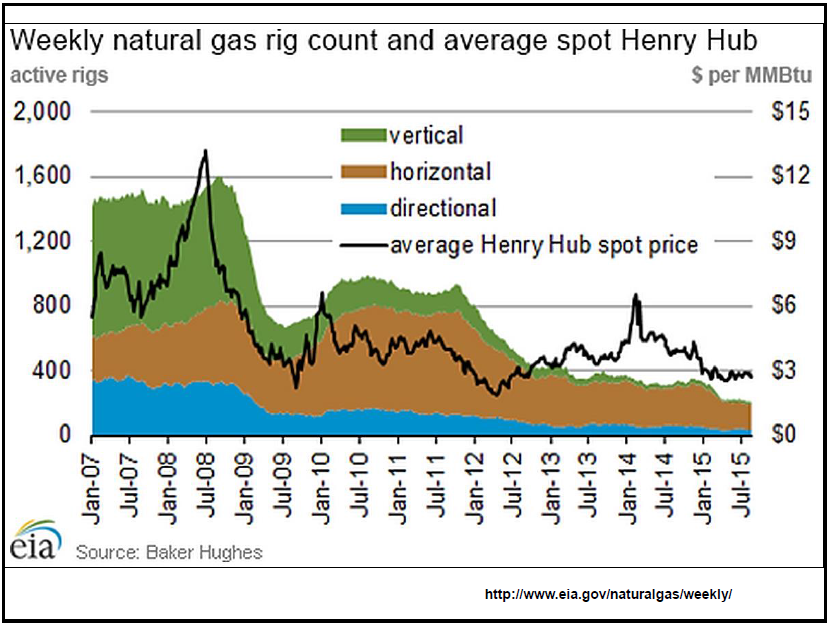 Weekly natural gas rig count and average spot Henry Hub
active rigs $ per MMBtu
2,000 $15
vertical
1,600 $12
horizontal
directional
1,200 $9
average Henry Hub spot price
800 $6
400 $3
0 $0
Jan-07 Jul-07 Jan-08 Jul-08 Jan-09 Jul-09 Jan-10 Jul-10 Jan-11 Jul-11 Jan-12 Jul-12 Jan-13 Jul-13 Jan-14 Jul-14 Jan-15 Jul-15
eia Source: Baker Hughes
http://www.eia.gov/naturalgas/weekly/